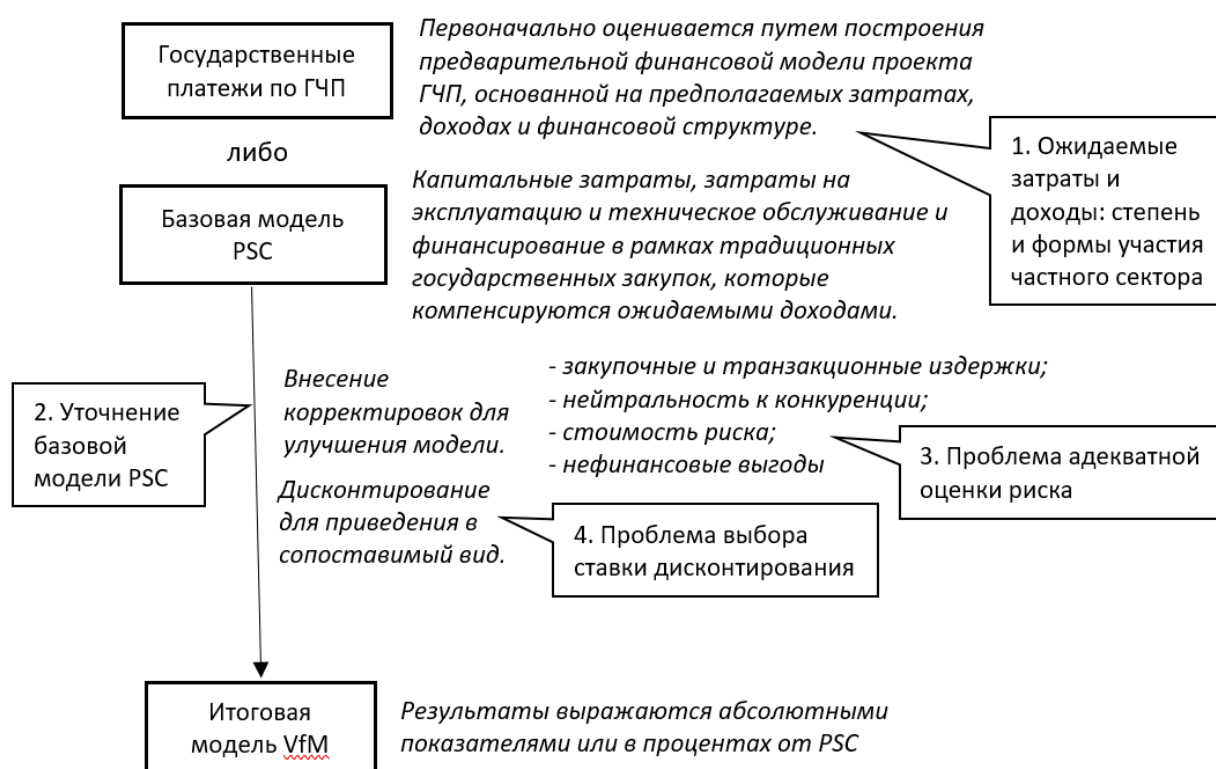 Государственные
платежи по ГЧП
Первоначально оценивается путем построения
предварительной финансовой модели проекта
ГЧП, основанной на предполагаемых затратах,
доходах и финансовой структуре.
1. Ожидаемые
затраты и
доходы: степень
и формы участия
частного сектора
либо
Базовая модель
PSC
Капитальные затраты, затраты на
эксплуатацию и техническое обслуживание и
финансирование в рамках традиционных
государственных закупок, которые
компенсируются ожидаемыми доходами.
2. Уточнение
базовой
модели PSC
Внесение
корректировок для
улучшения модели.
- закупочные и транзакционные издержки;
- нейтральность к конкуренции;
- стоимость риска;
- нефинансовые выгоды
3. Проблема адекватной
оценки риска
Дисконтирование
для приведения в
сопоставимый вид.
4. Проблема выбора
ставки дисконтирования
Итоговая
модель VfM
Результаты выражаются абсолютными
показателями или в процентах от PSC